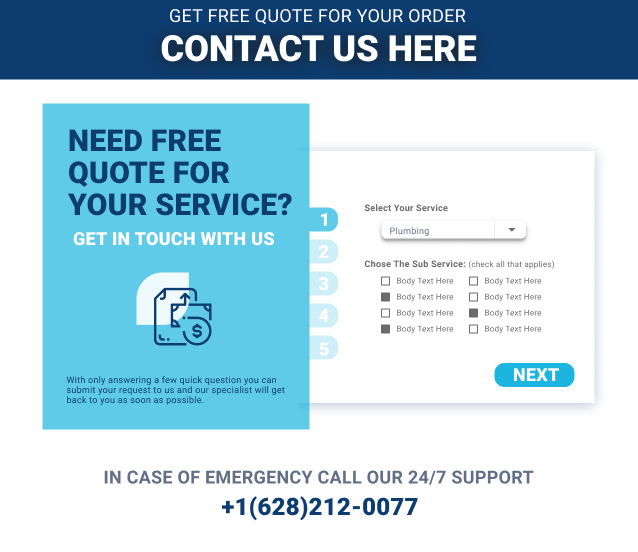 GET FREE QUOTE FOR YOUR ORDER
CONTACT US HERE
NEED FREE
QUOTE FOR
YOUR SERVICE?
GET IN TOUCH WITH US
With only answering a few quick question you can
submit your request to us and our specialist will get
back to you as soon as possible.
1
2
3
4
5
Select Your Service
Plumbing
Chose The Sub Service: (check all that applies)
Body Text Here Body Text Here
Body Text Here Body Text Here
Body Text Here Body Text Here
Body Text Here Body Text Here
NEXT
IN CASE OF EMERGENCY CALL OUR 24/7 SUPPORT
+1(628)212-0077